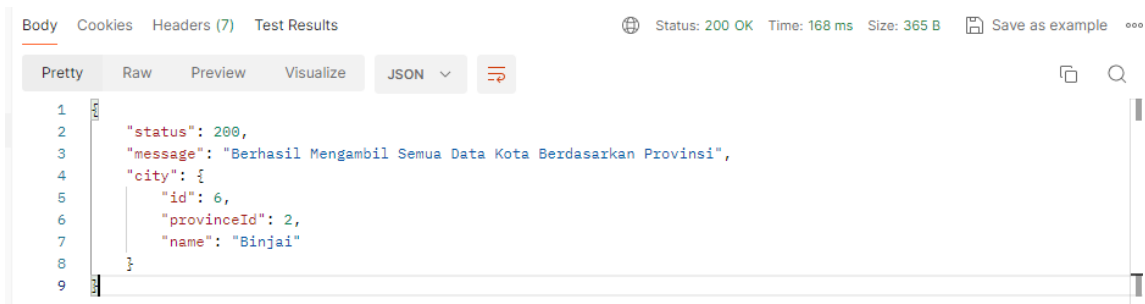 Body Cookies Headers (7) Test Results Status: 200 OK Time: 168 ms Size: 365 B Save as example
Pretty Raw Preview Visualize JSON
1 {
2 "status": 200,
3 "message": "Berhasil Mengambil Semua Data Kota Berdasarkan Provinsi",
4 "city": {
5 "id": 6,
6 "provinceId": 2,
7 "name": "Binjai"
8 }
9 }